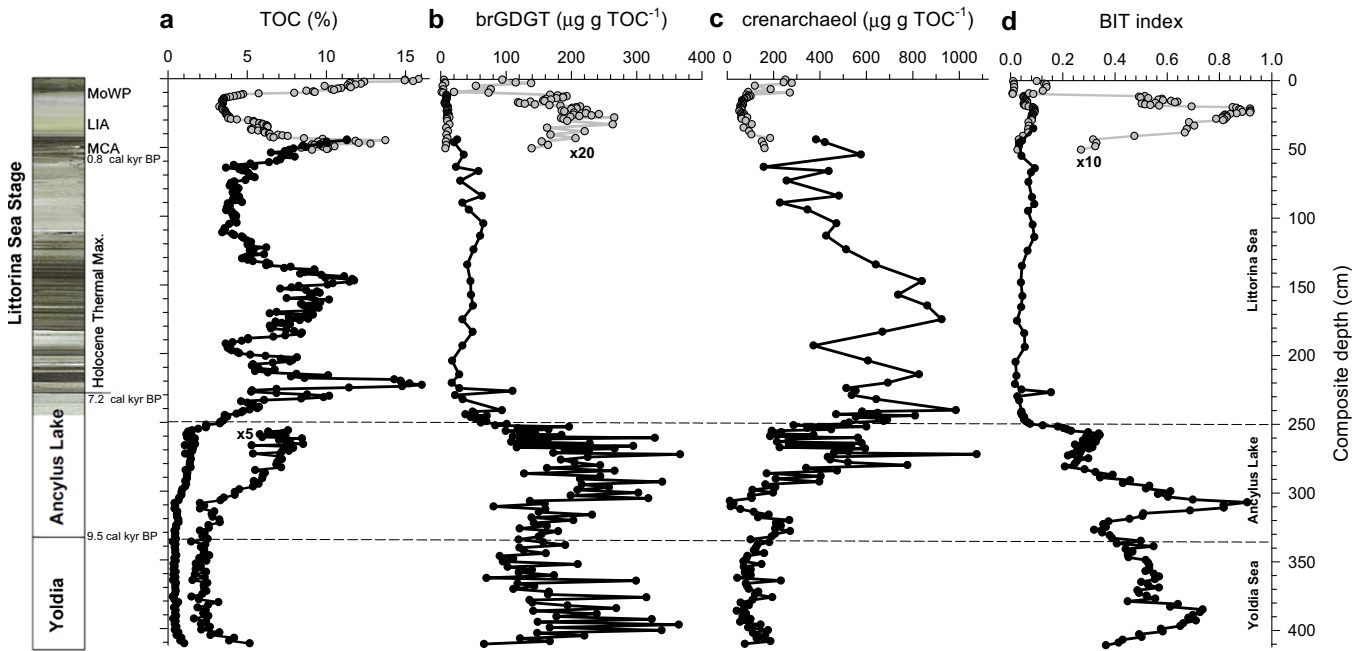 a TOC (%)
b brGDGT (µg g TOC⁻¹)
c crenarchaeol (µg g TOC⁻¹)
d BIT index
0 5 10 15
0 100 200 300 400
0 200 400 600 800 1000
0.0 0.2 0.4 0.6 0.8 1.0
MoWP
LIA
MCA
0.8 cal kyr BP
Holocene Thermal Max.
7.2 cal kyr BP
9.5 cal kyr BP
Littorina Sea Stage
Ancylus Lake
Yoldia
x5
x20
x10
Littorina Sea
Ancylus Lake
Yoldia Sea
0
50
100
150
200
250
300
350
400
Composite depth (cm)